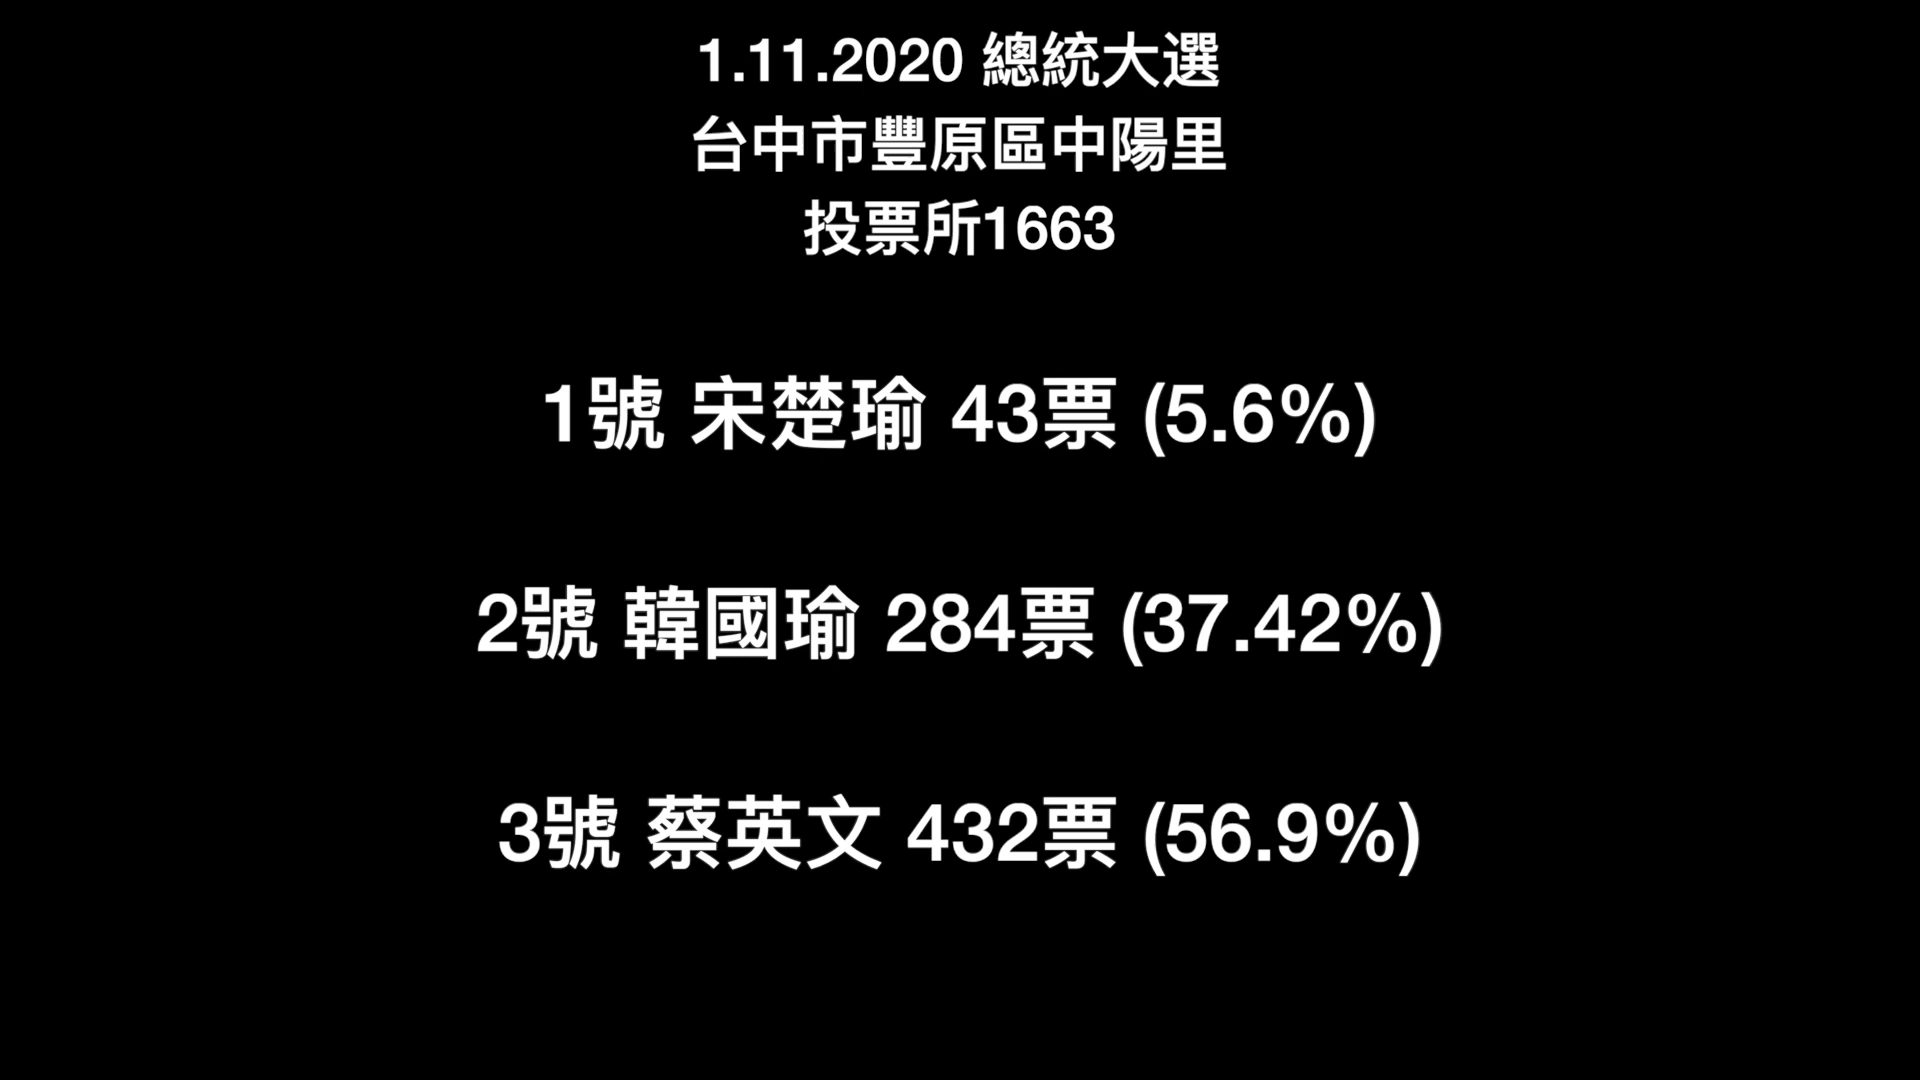 1.11.2020 總統大選
台中市豐原區中陽里
投票所1663
1號 宋楚瑜 43票 (5.6%)
2號 韓國瑜 284票 (37.42%)
3號 蔡英文 432票 (56.9%)